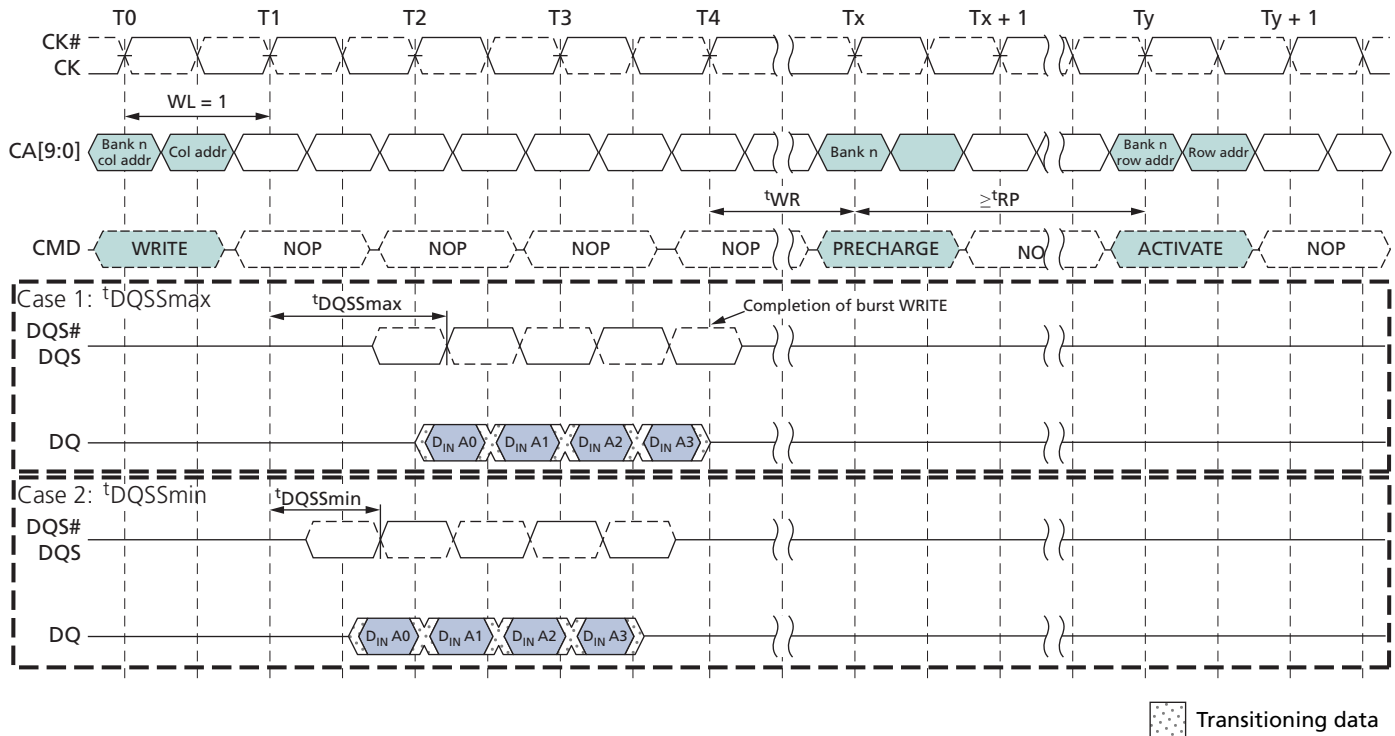 T0 T1 T2 T3 T4 Tx Tx + 1 Ty Ty + 1
CK#
CK
WL = 1
CA[9:0]
Bank n
col addr
Col addr
Bank n
Bank n
row addr
Row addr
tWR
≥tRP
CMD WRITE NOP NOP NOP NOP PRECHARGE NO ACTIVATE NOP
Case 1: tDQSSmax
tDQSSmax
Completion of burst WRITE
DQS#
DQS
DQ DIN A0 DIN A1 DIN A2 DIN A3
Case 2: tDQSSmin
tDQSSmin
DQS#
DQS
DQ DIN A0 DIN A1 DIN A2 DIN A3
Transitioning data